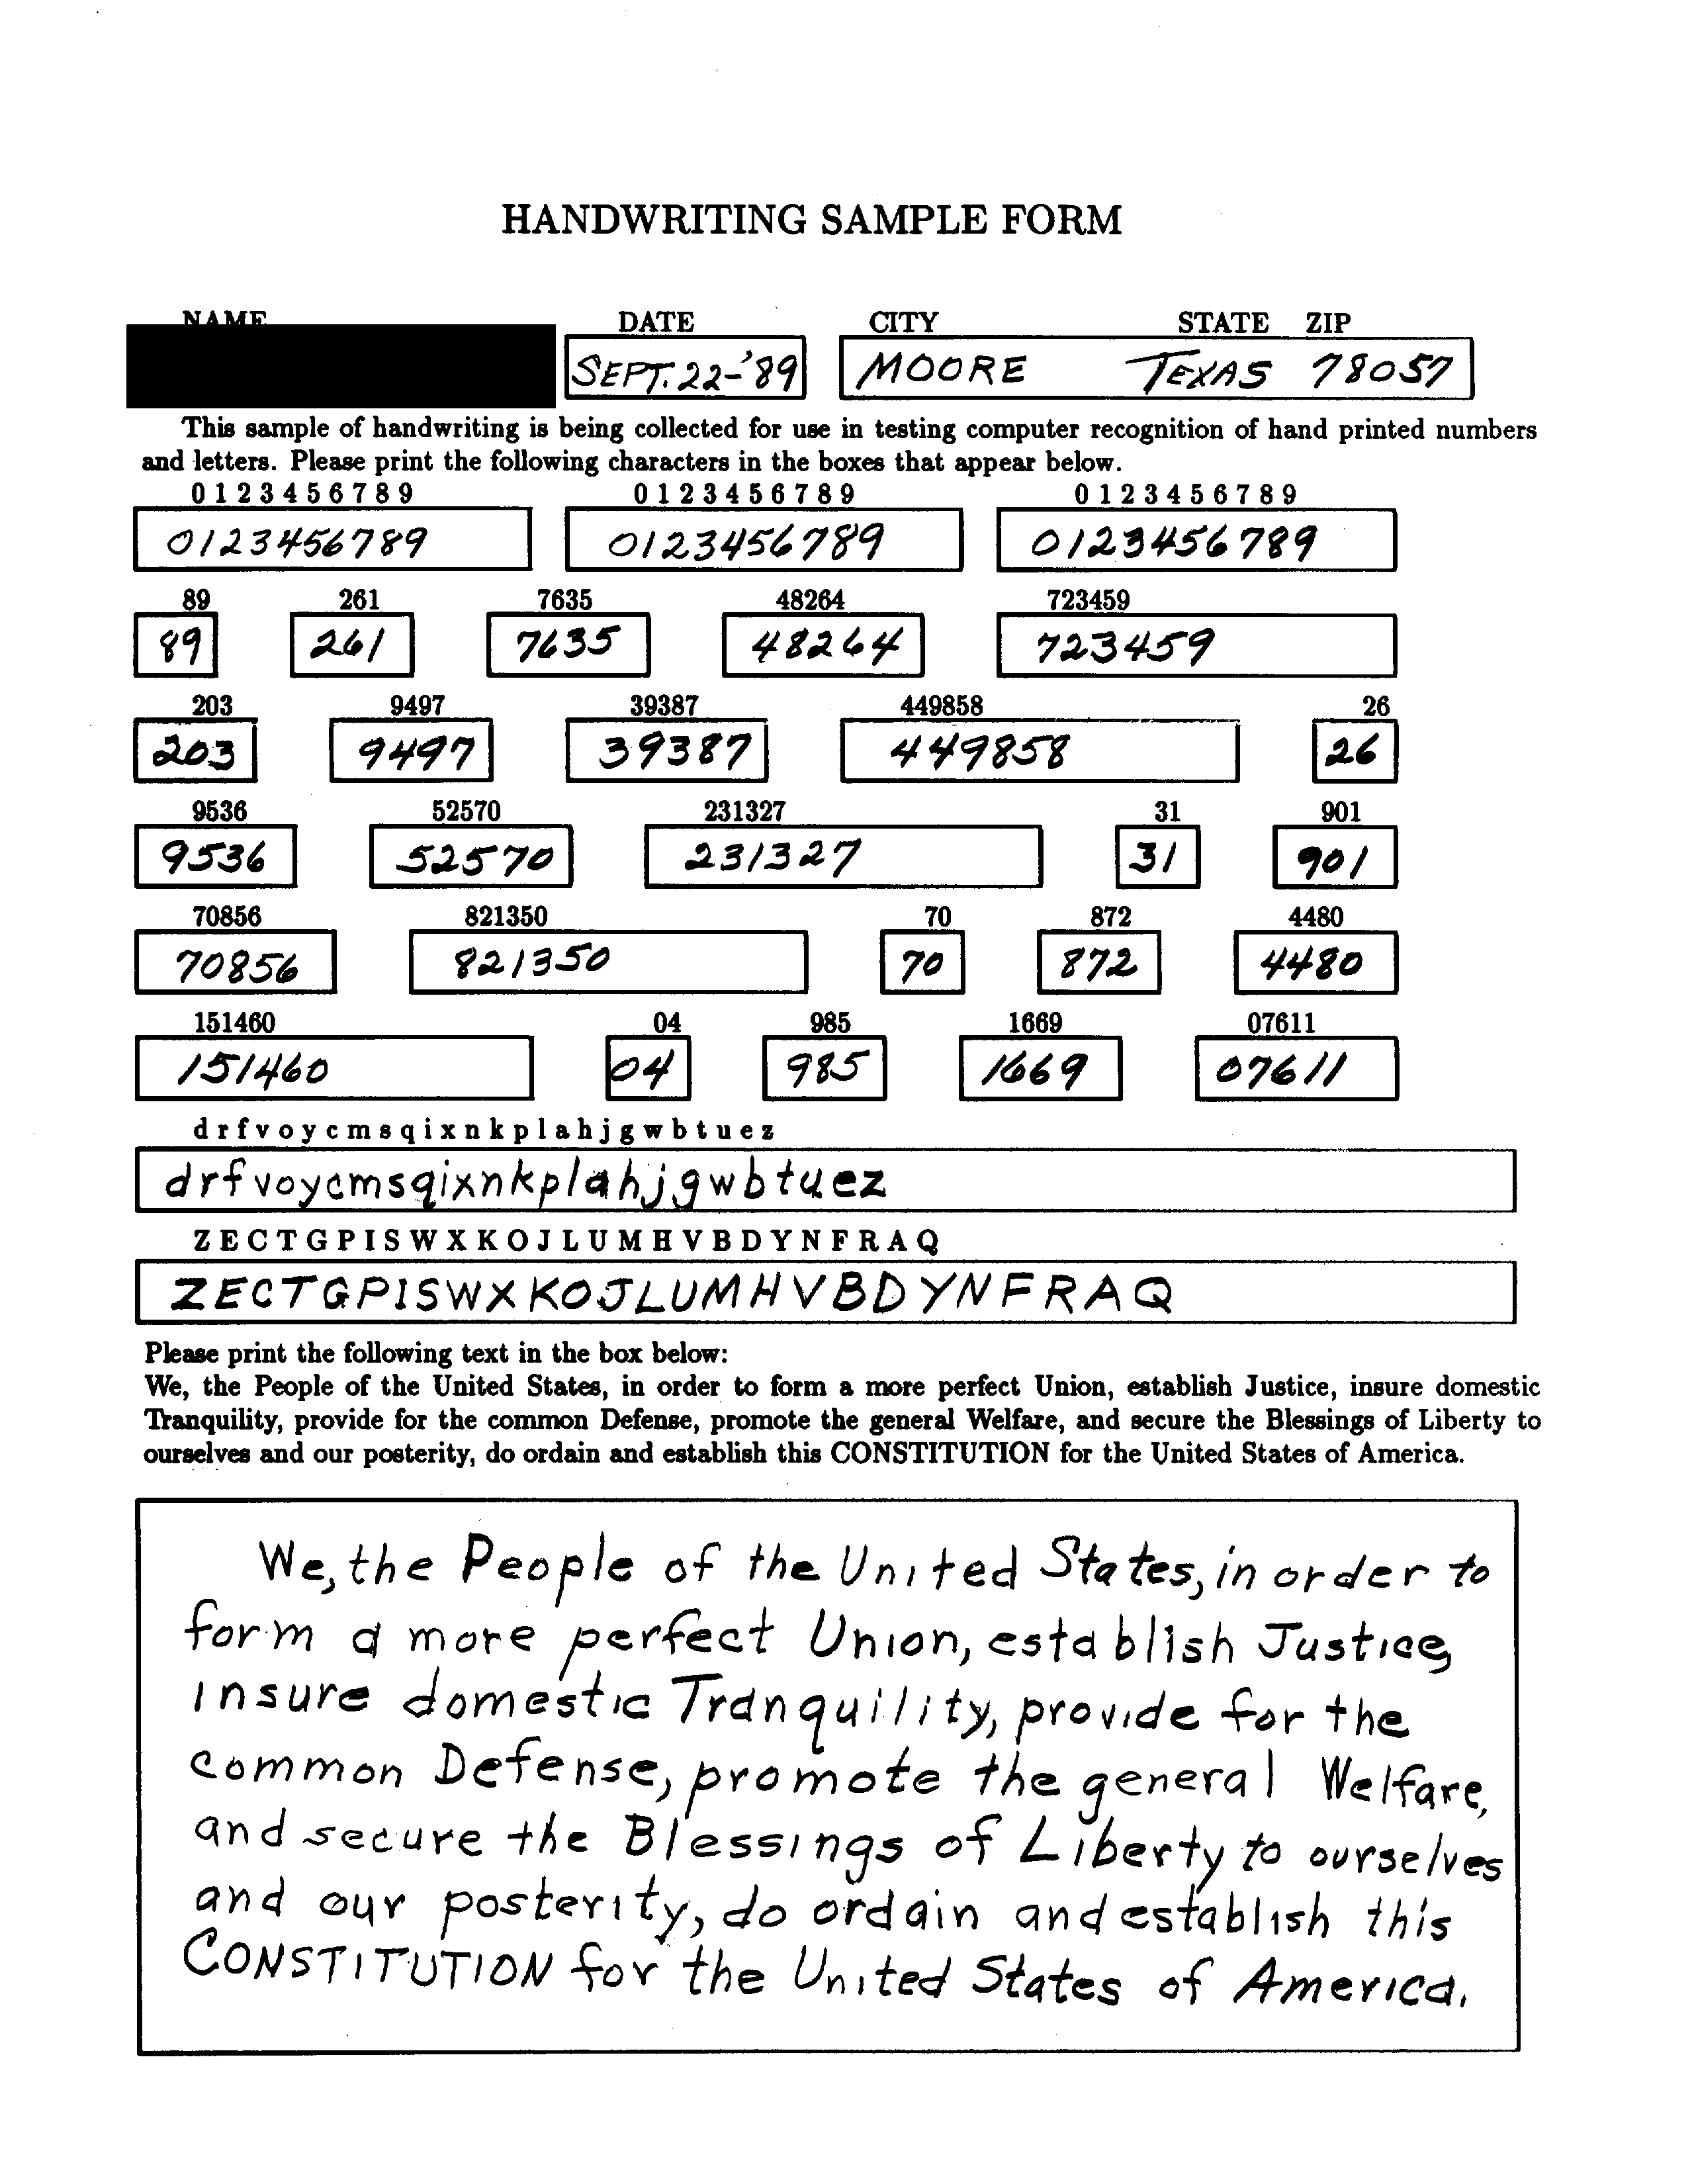 HANDWRITING SAMPLE FORM
NAME DATE CITY STATE ZIP
SEPT. 22-'89 MOORE TEXAS 78057
This sample of handwriting is being collected for use in testing computer recognition of hand printed numbers
and letters. Please print the following characters in the boxes that appear below.
0 1 2 3 4 5 6 7 8 9 0 1 2 3 4 5 6 7 8 9 0 1 2 3 4 5 6 7 8 9
0123456789 0123456789 0123456789
89 261 7635 48264 723459
89 261 7635 48264 723459
203 9497 39387 449858 26
203 9497 39387 449858 26
9536 52570 231327 31 901
9536 52570 231327 31 901
70856 821350 70 872 4480
70856 821350 70 872 4480
151460 04 985 1669 07611
151460 04 985 1669 07611
d r f v o y c m s q i x n k p l a h j g w b t u e z
drfvoycmsqixnkplahjgwbtuez
Z E C T G P I S W X K O J L U M H V B D Y N F R A Q
ZECTGPISWXKOJLUMHVBDYNFRAQ
Please print the following text in the box below:
We, the People of the United States, in order to form a more perfect Union, establish Justice, insure domestic
Tranquility, provide for the common Defense, promote the general Welfare, and secure the Blessings of Liberty to
ourselves and our posterity, do ordain and establish this CONSTITUTION for the United States of America.
We, the People of the United States, in order to
form a more perfect Union, establish Justice,
insure domestic Tranquility, provide for the
common Defense, promote the general Welfare,
and secure the Blessings of Liberty to ourselves
and our posterity, do ordain and establish this
CONSTITUTION for the United States of America.